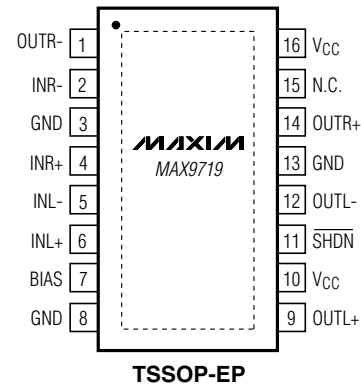 OUTR- 1 16 VCC
INR- 2 15 N.C.
GND 3 14 OUTR+
INR+ 4 MAXIM 13 GND
MAX9719
INL- 5 12 OUTL-
INL+ 6 11 SHDN
BIAS 7 10 VCC
GND 8 9 OUTL+
TSSOP-EP